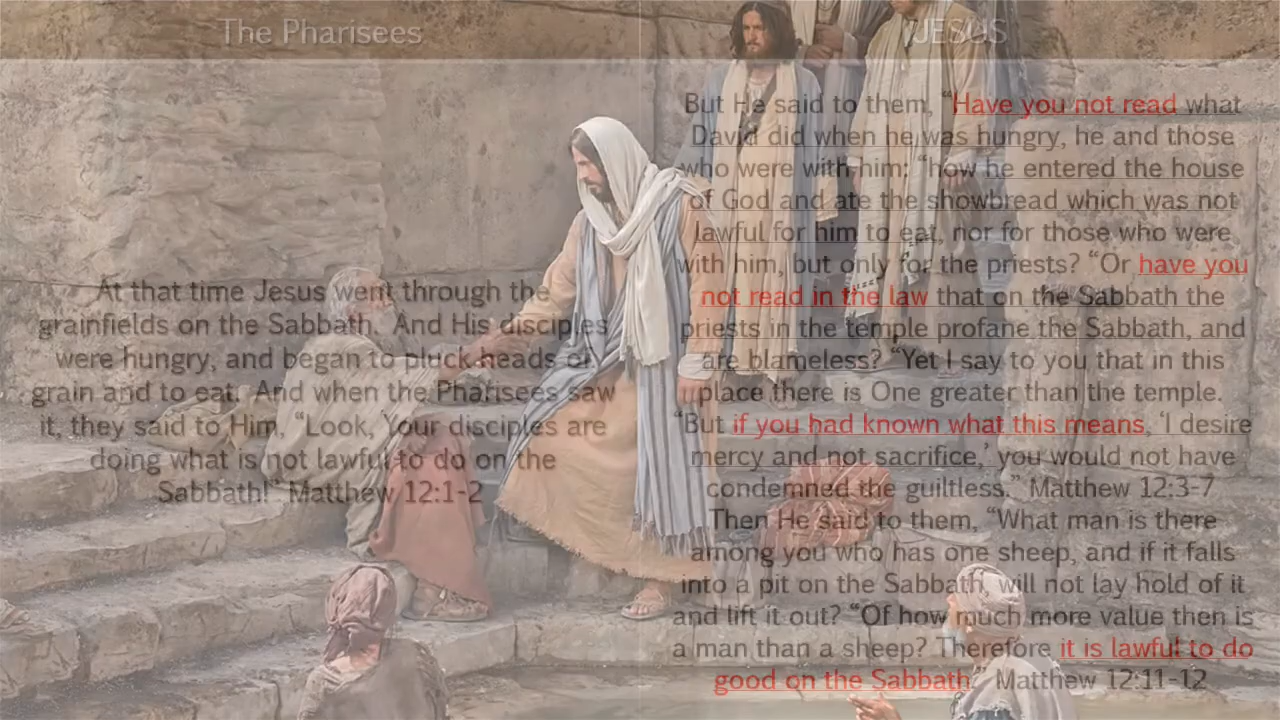 The Pharisees
At that time Jesus went through the
grainfields on the Sabbath. And His disciples
were hungry, and began to pluck heads of
grain and to eat. And when the Pharisees saw
it, they said to Him, “Look, Your disciples are
doing what is not lawful to do on the
Sabbath!” Matthew 12:1-2
JESUS
But He said to them, “Have you not read what
David did when he was hungry, he and those
who were with him: “how he entered the house
of God and ate the showbread which was not
lawful for him to eat, nor for those who were
with him, but only for the priests? “Or have you
not read in the law that on the Sabbath the
priests in the temple profane the Sabbath, and
are blameless? “Yet I say to you that in this
place there is One greater than the temple.
“But if you had known what this means, ‘I desire
mercy and not sacrifice,’ you would not have
condemned the guiltless.” Matthew 12:3-7
Then He said to them, “What man is there
among you who has one sheep, and if it falls
into a pit on the Sabbath, will not lay hold of it
and lift it out? “Of how much more value then is
a man than a sheep? Therefore it is lawful to do
good on the Sabbath.” Matthew 12:11-12